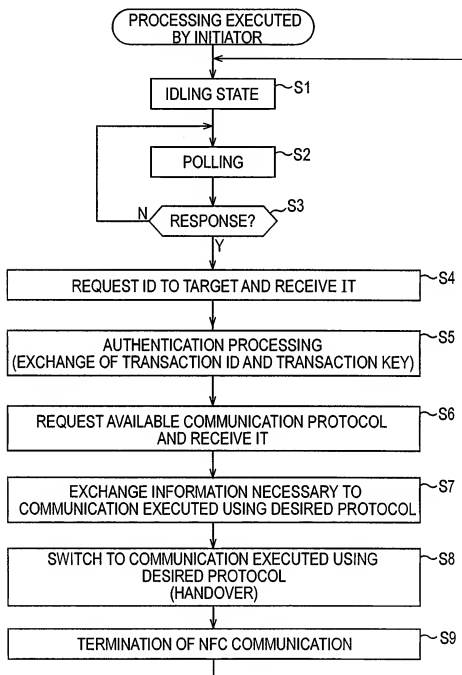 PROCESSING EXECUTED
BY INITIATOR
IDLING STATE
S1
POLLING
S2
RESPONSE?
S3
N
Y
REQUEST ID TO TARGET AND RECEIVE IT
S4
AUTHENTICATION PROCESSING
(EXCHANGE OF TRANSACTION ID AND TRANSACTION KEY)
S5
REQUEST AVAILABLE COMMUNICATION PROTOCOL
AND RECEIVE IT
S6
EXCHANGE INFORMATION NECESSARY TO
COMMUNICATION EXECUTED USING DESIRED PROTOCOL
S7
SWITCH TO COMMUNICATION EXECUTED USING
DESIRED PROTOCOL
(HANDOVER)
S8
TERMINATION OF NFC COMMUNICATION
S9